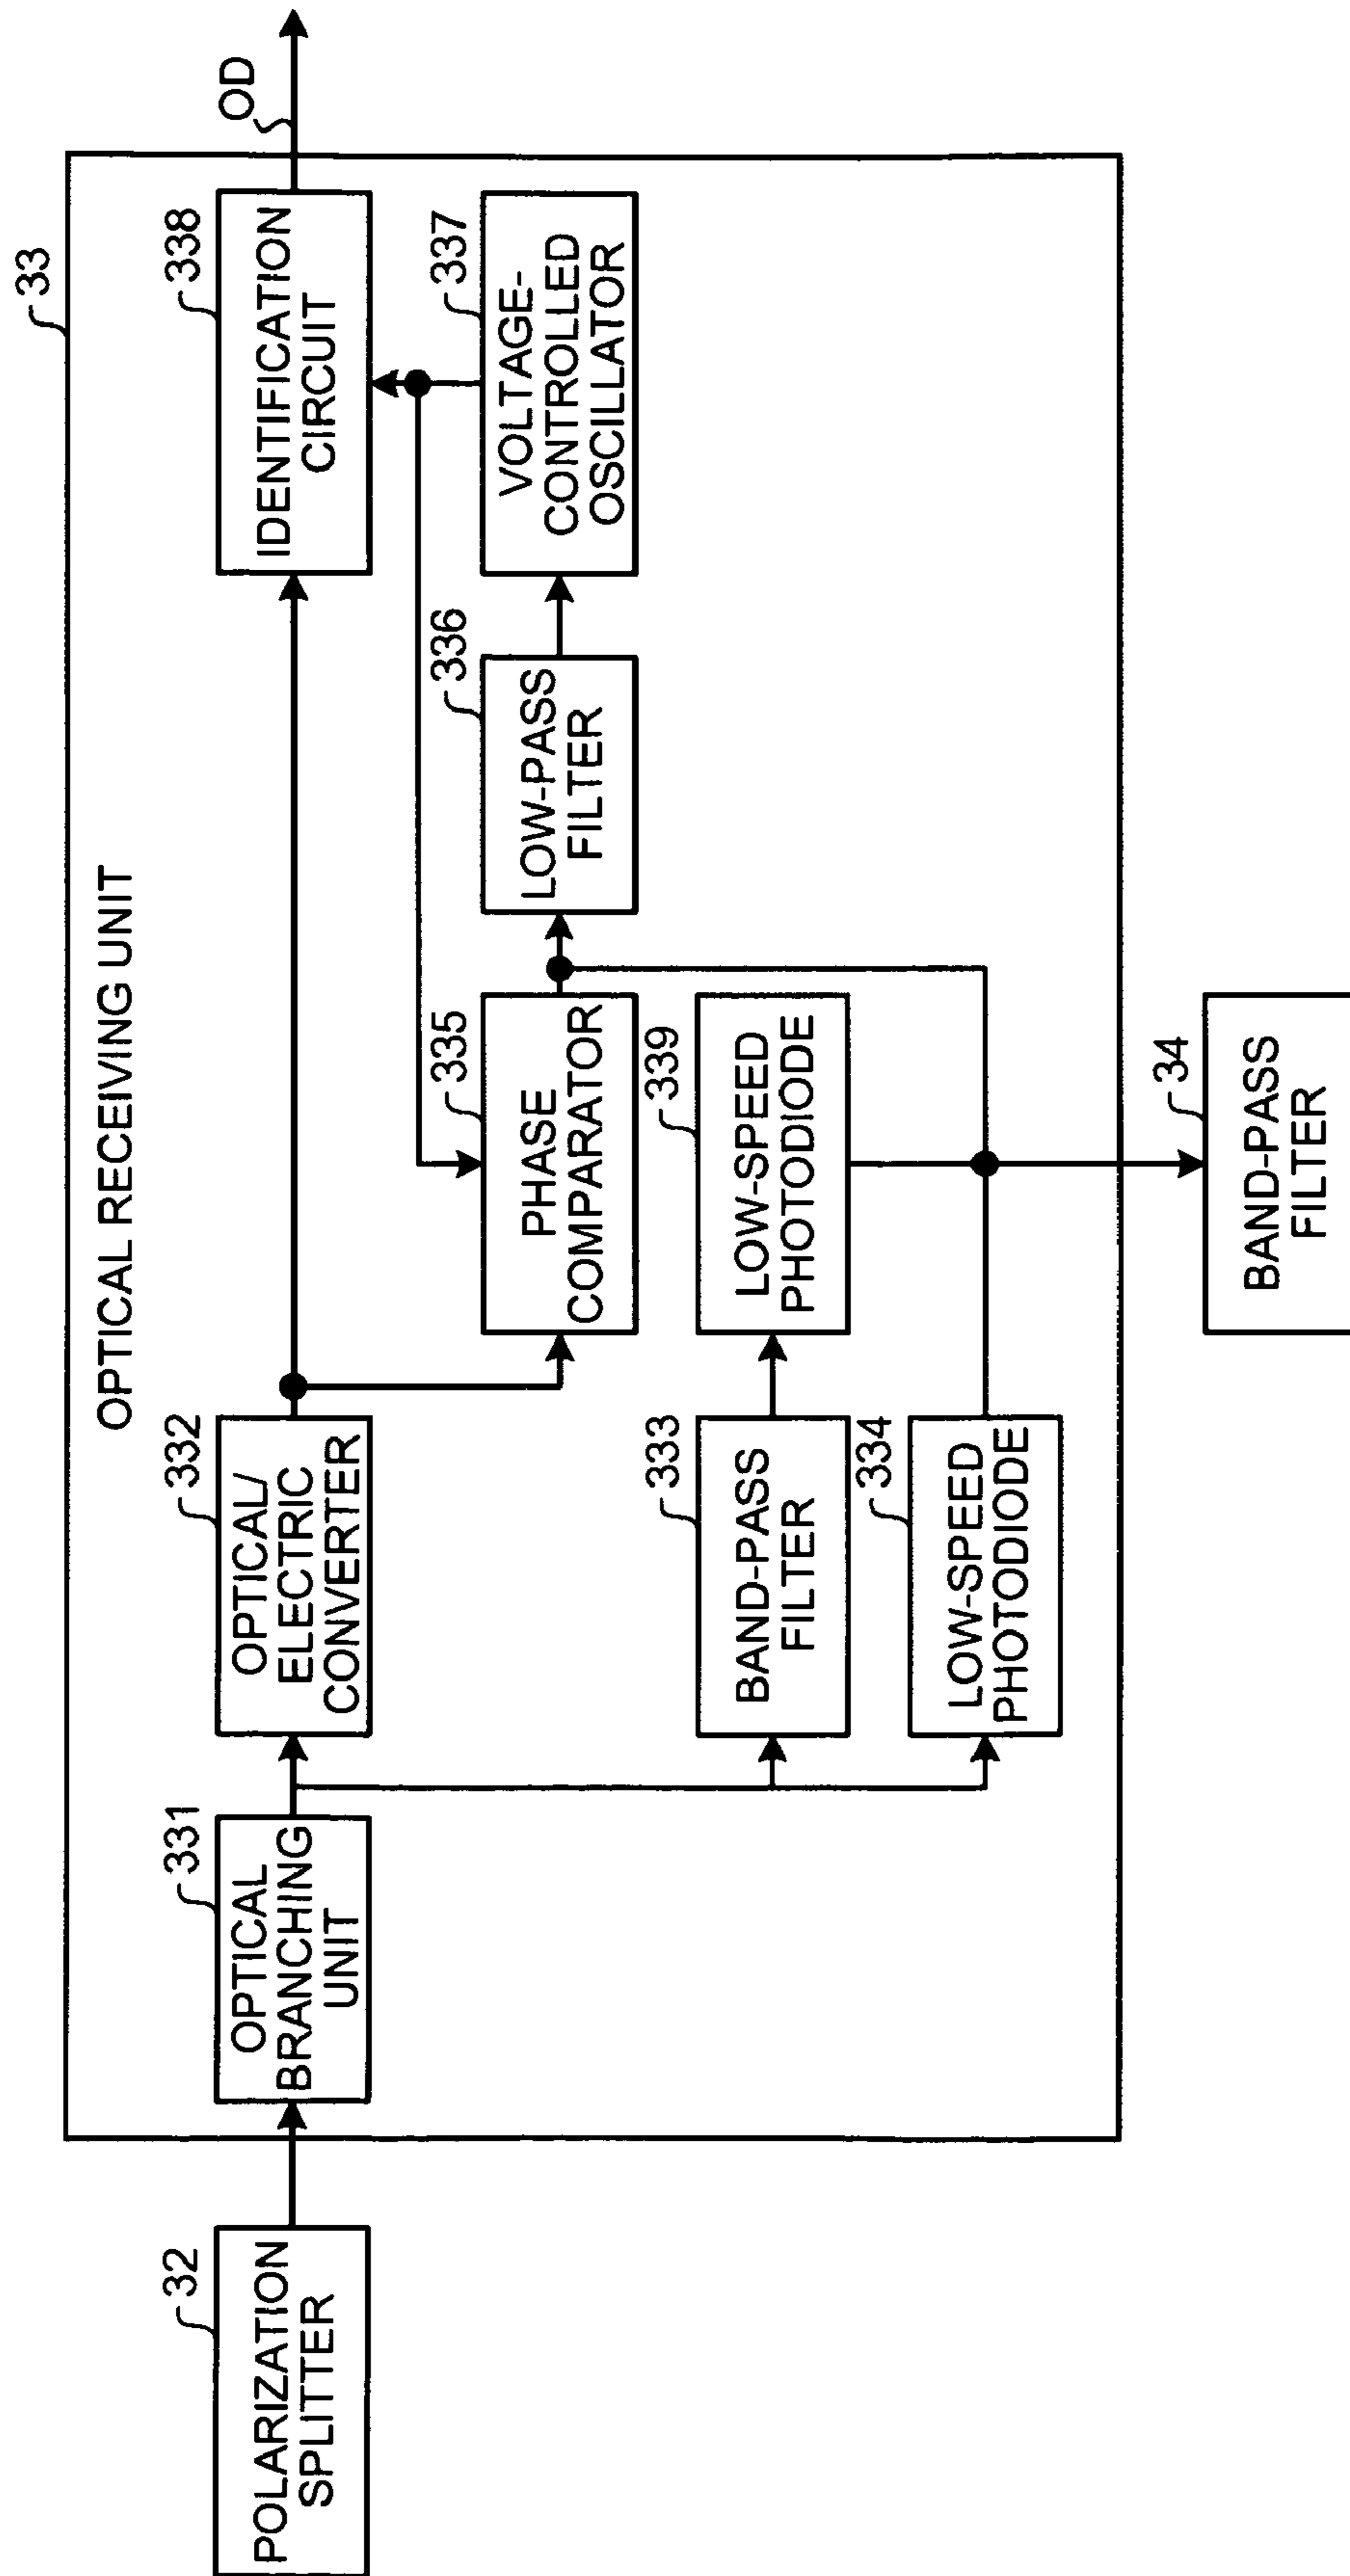 33
OPTICAL RECEIVING UNIT
32
POLARIZATION
SPLITTER
331
OPTICAL
BRANCHING
UNIT
332
OPTICAL/
ELECTRIC
CONVERTER
338
IDENTIFICATION
CIRCUIT
OD
335
PHASE
COMPARATOR
336
LOW-PASS
FILTER
337
VOLTAGE-
CONTROLLED
OSCILLATOR
333
BAND-PASS
FILTER
339
LOW-SPEED
PHOTODIODE
334
LOW-SPEED
PHOTODIODE
34
BAND-PASS
FILTER